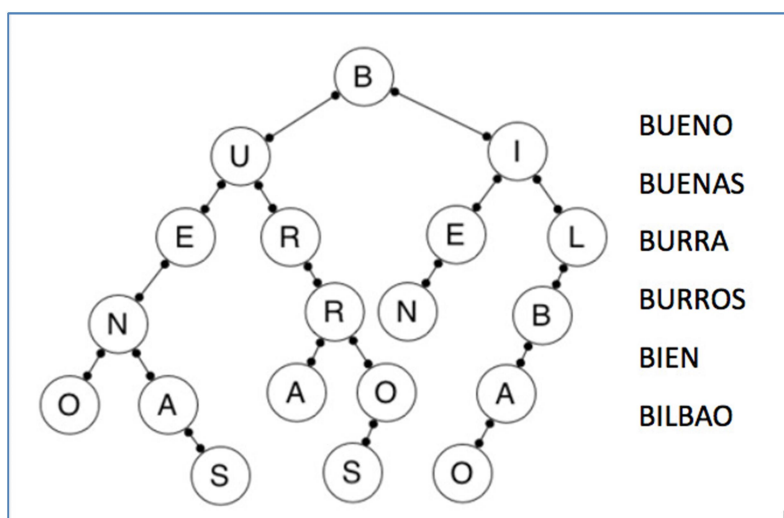 B
U I
BUENO
BUENAS
E R E L
BURRA
N R N B
BURROS
BIEN
O A A O A
BILBAO
S S O